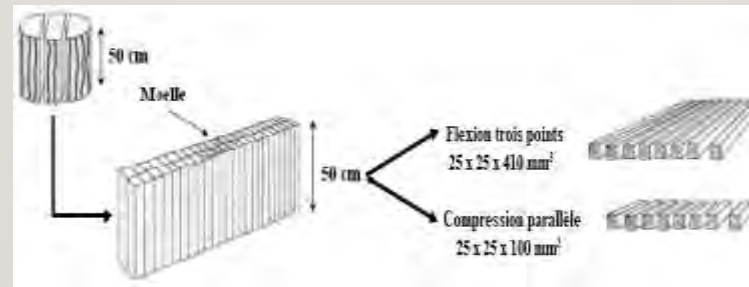 50 cm
Moelle
50 cm
Flexion trois points
25 x 25 x 410 mm³
Compression parallèle
25 x 25 x 100 mm³